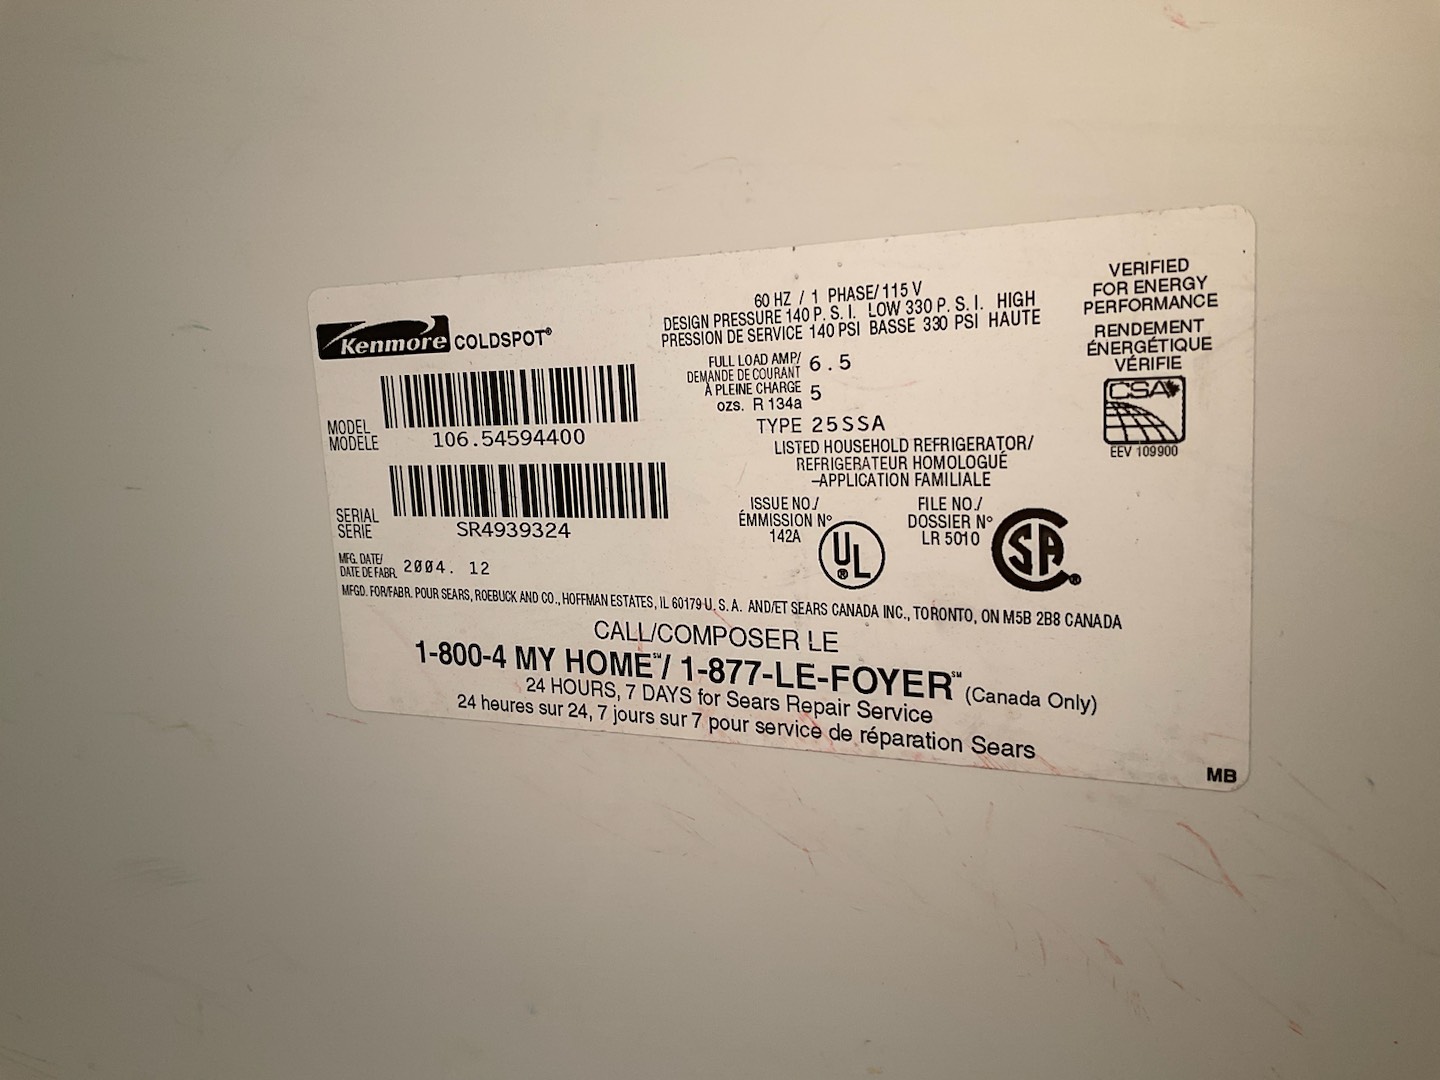 Kenmore COLDSPOT®
MODEL
MODÈLE
106.54594400
SERIAL
SERIE
SR4939324
MFG. DATE/
DATE DE FABR. 2004. 12
60 HZ / 1 PHASE/ 115 V
DESIGN PRESSURE 140 P. S. I. LOW 330 P. S. I. HIGH
PRESSION DE SERVICE 140 PSI BASSE 330 PSI HAUTE
FULL LOAD AMP/
DEMANDE DE COURANT
À PLEINE CHARGE
6.5
ozs. R 134a 5
TYPE 25SSA
LISTED HOUSEHOLD REFRIGERATOR/
REFRIGERATEUR HOMOLOGUÉ
-APPLICATION FAMILIALE
ISSUE NO./
ÉMMISSION N°
142A
UL®
FILE NO./
DOSSIER N°
LR 5010
SA®
VERIFIED
FOR ENERGY
PERFORMANCE
RENDEMENT
ÉNERGÉTIQUE
VÉRIFIE
CSA
EEV 109900
MFGD. FOR/FABR. POUR SEARS, ROEBUCK AND CO., HOFFMAN ESTATES, IL 60179 U. S. A. AND/ET SEARS CANADA INC., TORONTO, ON M5B 2B8 CANADA
CALL/COMPOSER LE
1-800-4 MY HOME℠/ 1-877-LE-FOYER℠ (Canada Only)
24 HOURS, 7 DAYS for Sears Repair Service
24 heures sur 24, 7 jours sur 7 pour service de réparation Sears
MB